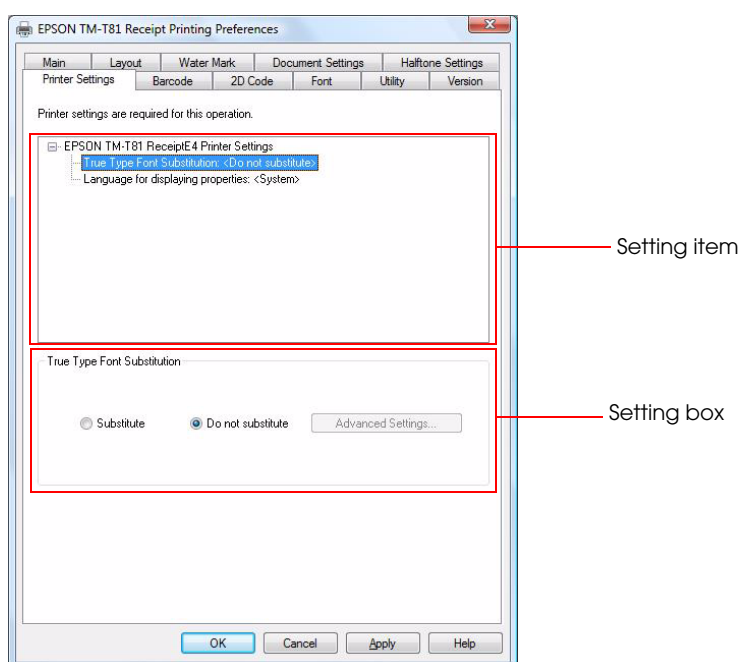 EPSON TM-T81 Receipt Printing Preferences
Main Layout Water Mark Document Settings Halftone Settings
Printer Settings Barcode 2D Code Font Utility Version
Printer settings are required for this operation.
EPSON TM-T81 ReceiptE4 Printer Settings
True Type Font Substitution: <Do not substitute>
Language for displaying properties: <System>
Setting item
True Type Font Substitution
Substitute Do not substitute Advanced Settings...
Setting box
OK Cancel Apply Help